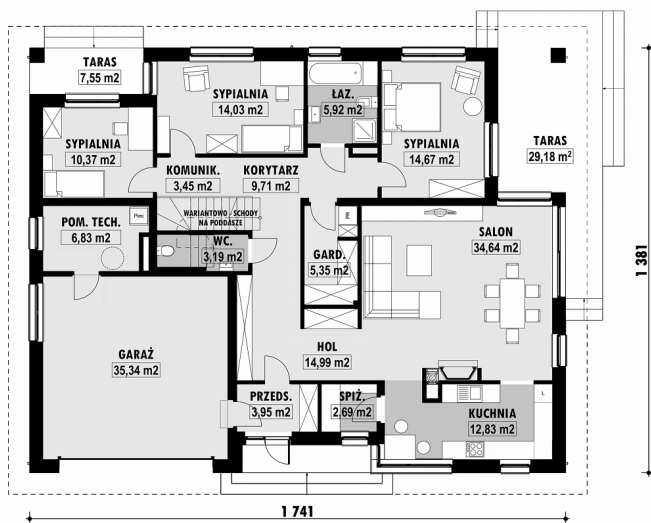 TARAS
7,55 m2
SYPIALNIA
14,03 m2
ŁAZ.
5,92 m2
SYPIALNIA
10,37 m2
SYPIALNIA
14,67 m2
TARAS
29,18 m²
KOMUNIK.
3,45 m2
KORYTARZ
9,71 m2
WARIANTOWO - SCHODY
NA PODDASZE
POM. TECH.
6,83 m2
Piec
PR
WC.
3,19 m2
GARD.
5,35 m2
SALON
34,64 m2
1 381
GARAŻ
35,34 m2
HOL
14,99 m2
PRZEDS.
3,95 m2
SPIŻ.
2,69 m2
KUCHNIA
12,83 m2
L
1 741